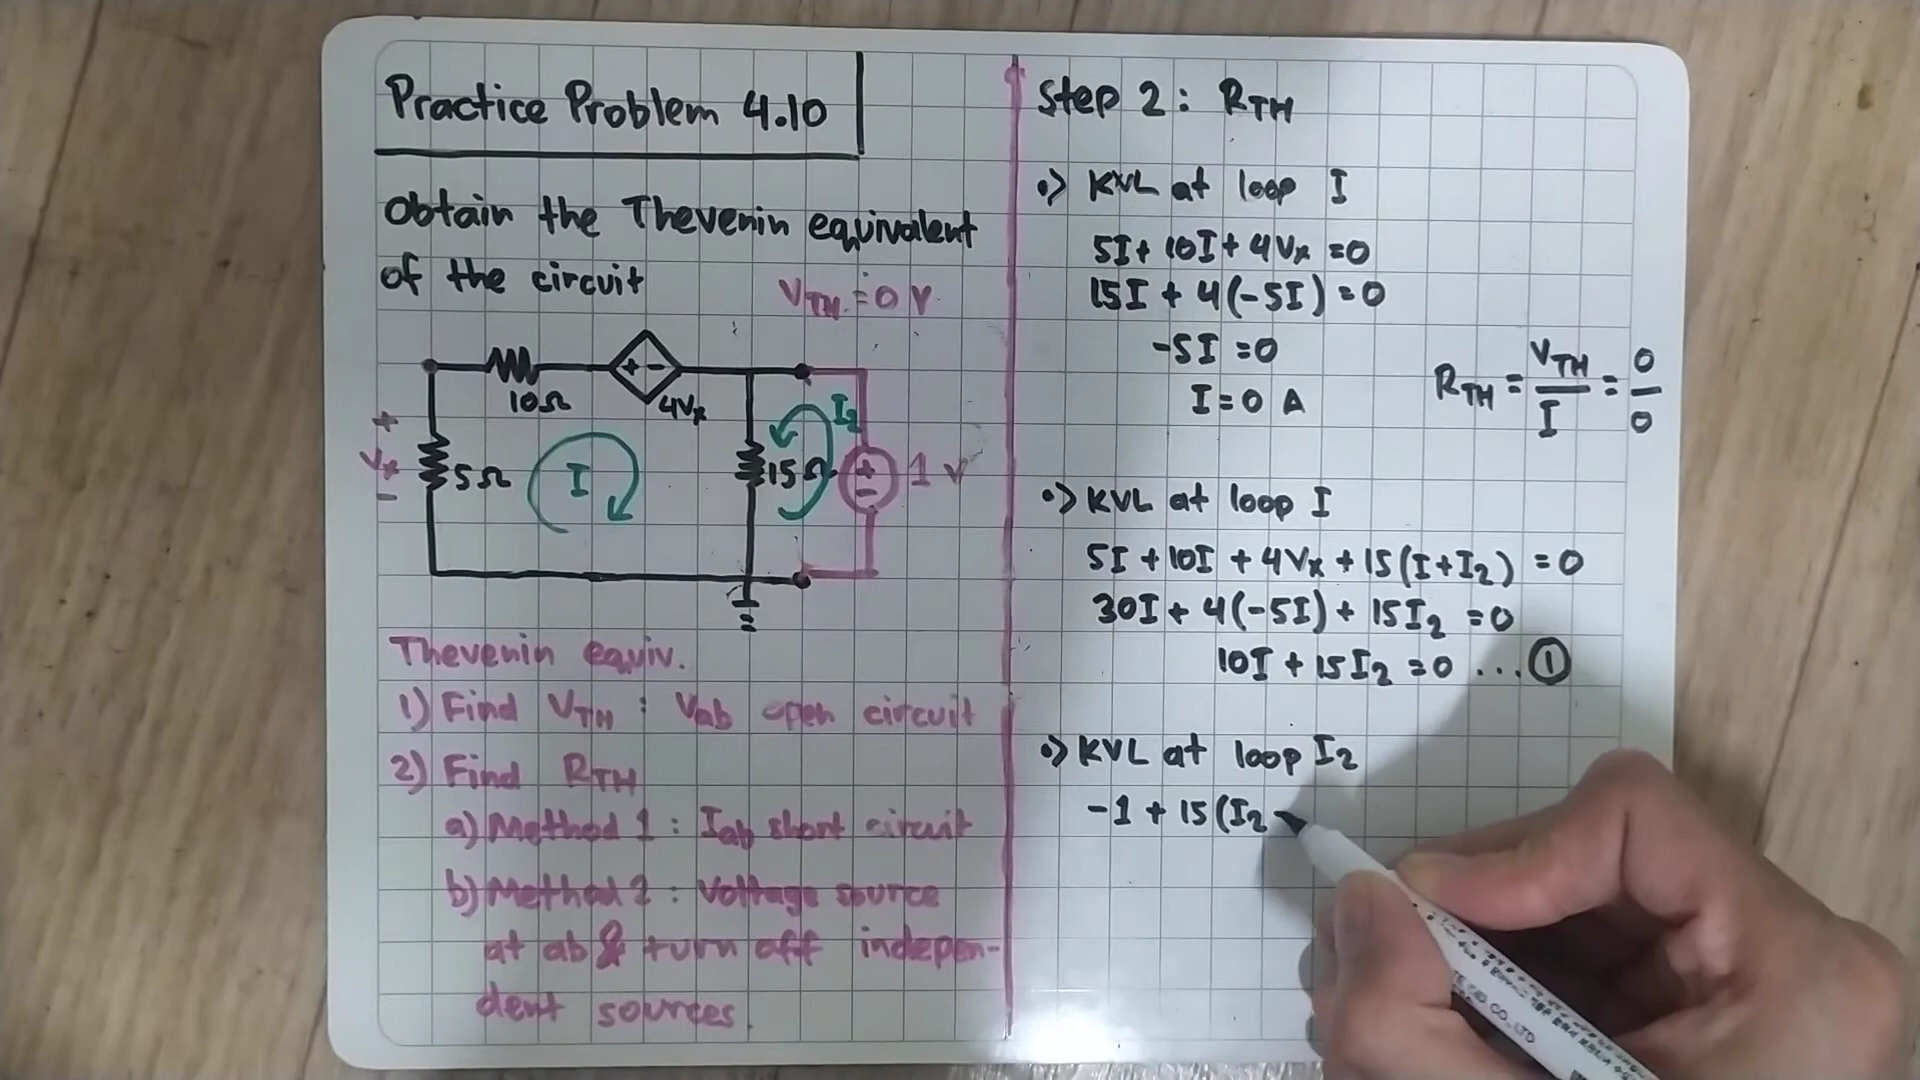 Practice Problem 4.10
Obtain the Thevenin equivalent
of the circuit
VTH = 0 V
+ -
10Ω
4Vx
+
Vx
-
5Ω
I
15Ω
I2
+
-
1 V
Thevenin equiv.
1) Find VTH : Vab open circuit
2) Find RTH
a) Method 1 : Iab short circuit
b) Method 2 : Voltage source
at ab & turn off indepen-
dent sources.
Step 2 : RTH
•> KVL at loop I
5I + 10I + 4Vx = 0
15I + 4(-5I) = 0
-5I = 0
I = 0 A
RTH = VTH/I = 0/0
•> KVL at loop I
5I + 10I + 4Vx + 15(I+I2) = 0
30I + 4(-5I) + 15I2 = 0
10I + 15I2 = 0 ... ①
•> KVL at loop I2
-1 + 15(I2